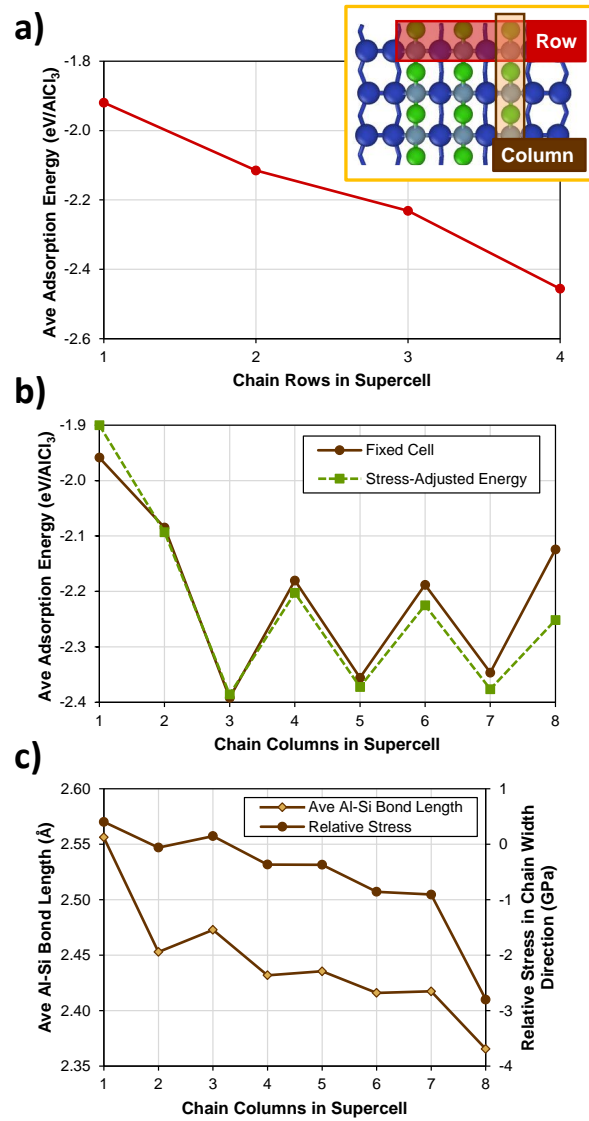 a)
Row
Column
-1.8
-2.0
-2.2
-2.4
-2.6
Ave Adsorption Energy (eV/AlCl₃)
1 2 3 4
Chain Rows in Supercell
b)
-1.9
-2.0
-2.1
-2.2
-2.3
-2.4
Ave Adsorption Energy (eV/AlCl₃)
Fixed Cell
Stress-Adjusted Energy
1 2 3 4 5 6 7 8
Chain Columns in Supercell
c)
2.60
2.55
2.50
2.45
2.40
2.35
Ave Al-Si Bond Length (Å)
Ave Al-Si Bond Length
Relative Stress
1
0
-1
-2
-3
-4
Relative Stress in Chain Width
Direction (GPa)
1 2 3 4 5 6 7 8
Chain Columns in Supercell